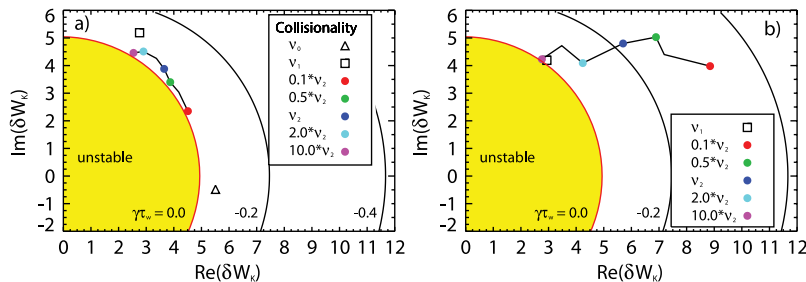 a)
Im(δW_K)
6
5
4
3
2
1
0
-1
-2
unstable
γτ_w = 0.0
-0.2
-0.4
Collisionality
ν_0
ν_1
0.1*ν_2
0.5*ν_2
ν_2
2.0*ν_2
10.0*ν_2
0 1 2 3 4 5 6 7 8 9 10 11 12
Re(δW_K)
b)
Im(δW_K)
6
5
4
3
2
1
0
-1
-2
unstable
γτ_w = 0.0
-0.2
ν_1
0.1*ν_2
0.5*ν_2
ν_2
2.0*ν_2
10.0*ν_2
0 1 2 3 4 5 6 7 8 9 10 11 12
Re(δW_K)